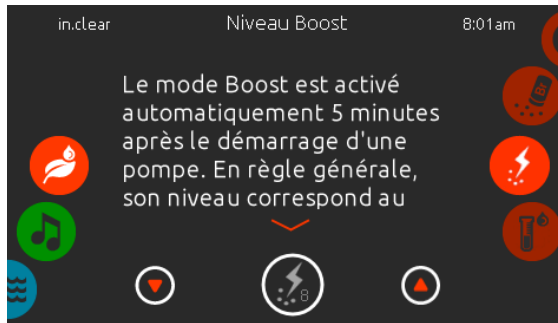 in.clear Niveau Boost 8:01am
Le mode Boost est activé
automatiquement 5 minutes
après le démarrage d'une
pompe. En règle générale,
son niveau correspond au
Br
8